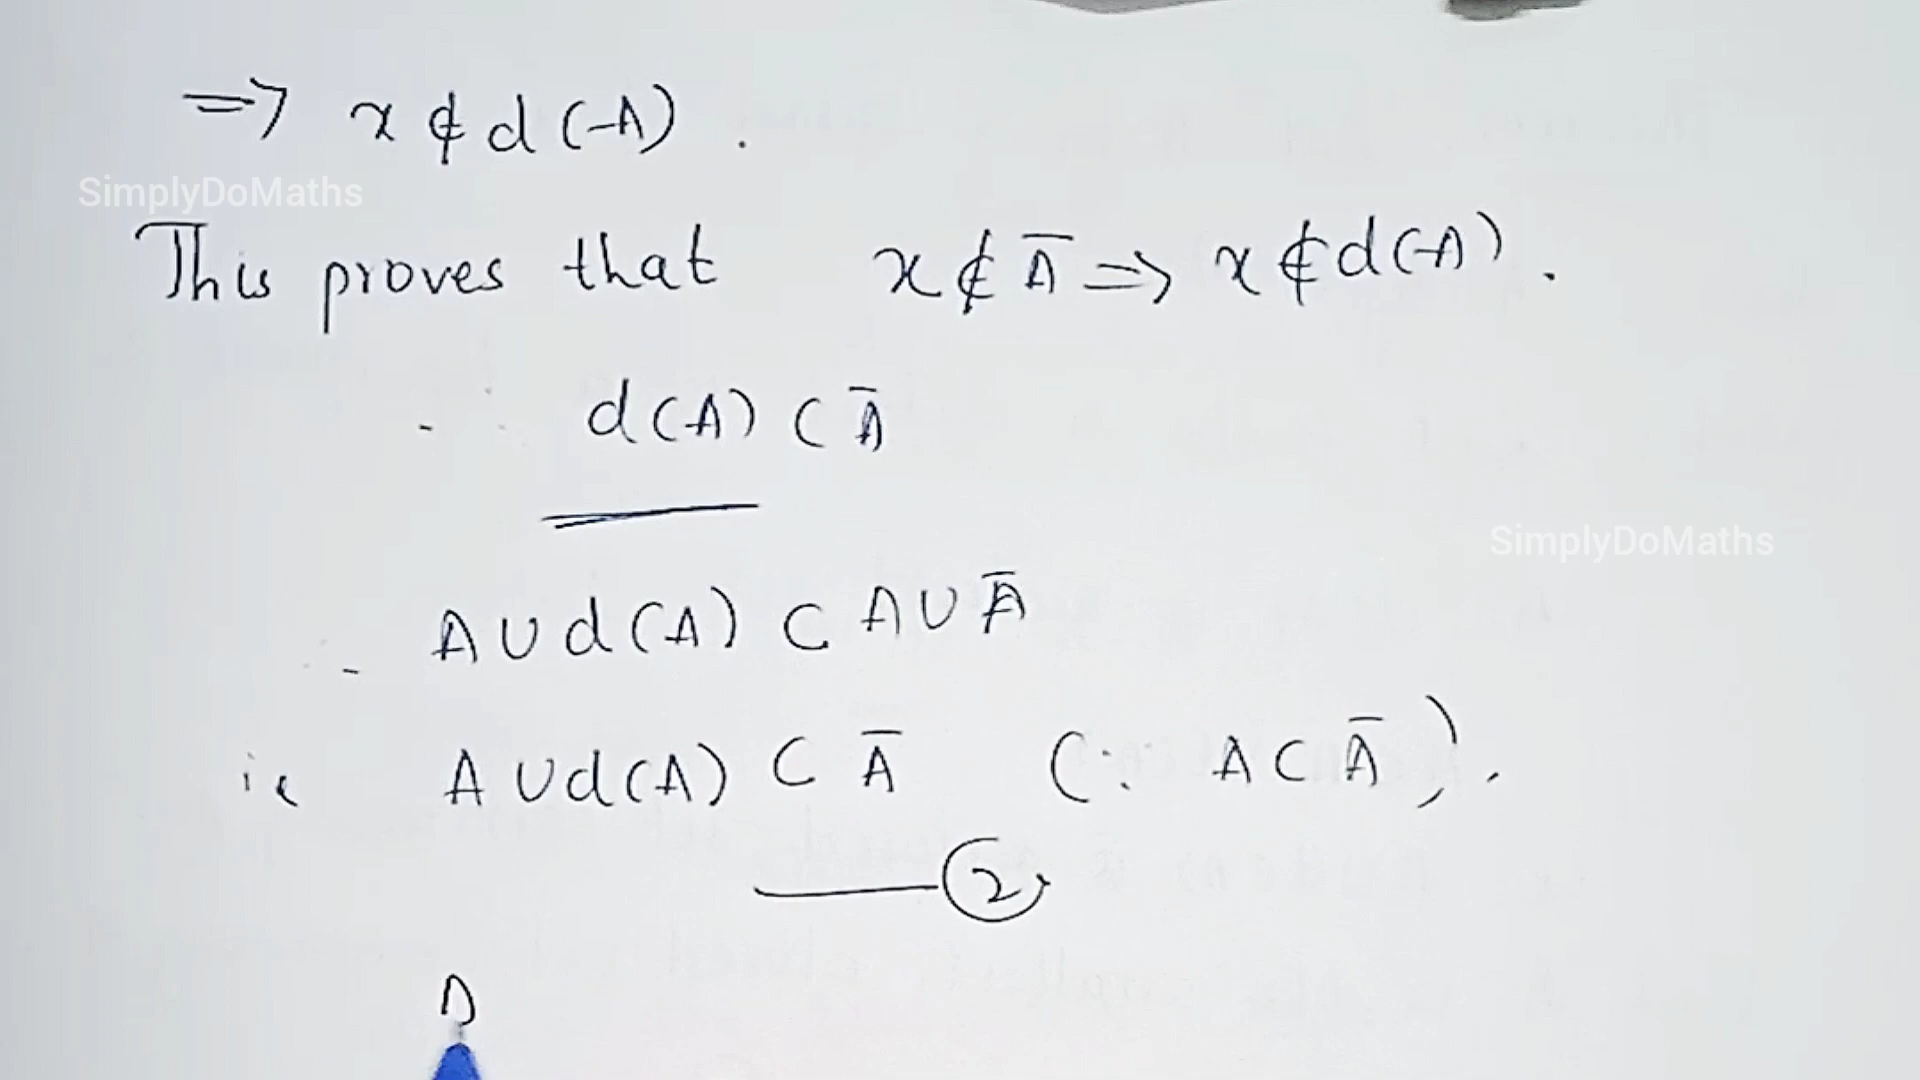 => x ∉ d(A).
SimplyDoMaths
This proves that x ∉ Ā => x ∉ d(A).
∴ d(A) ⊂ Ā
SimplyDoMaths
∴ A ∪ d(A) ⊂ A ∪ Ā
ie A ∪ d(A) ⊂ Ā (∵ A ⊂ Ā).
②
A